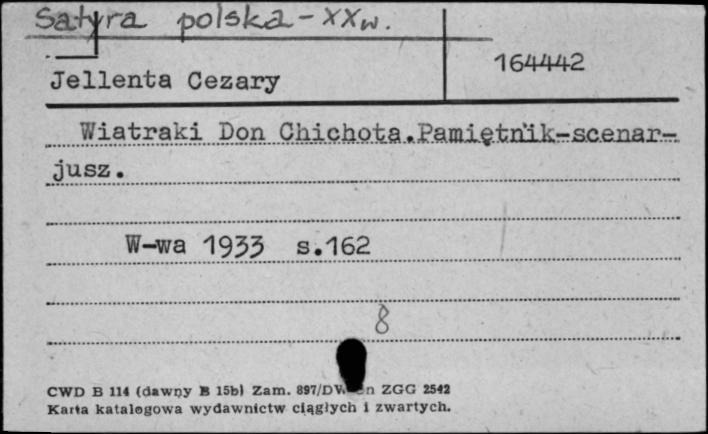 Satyra polska - XX w.
Jellenta Cezary
164442
Wiatraki Don Chichota.Pamiętnik-scenar-
jusz.
W-wa 1933 s.162
8
CWD B 114 (dawny B 15b) Zam. 897/DW ZGG 2542
Karta katalogowa wydawnictw ciągłych i zwartych.